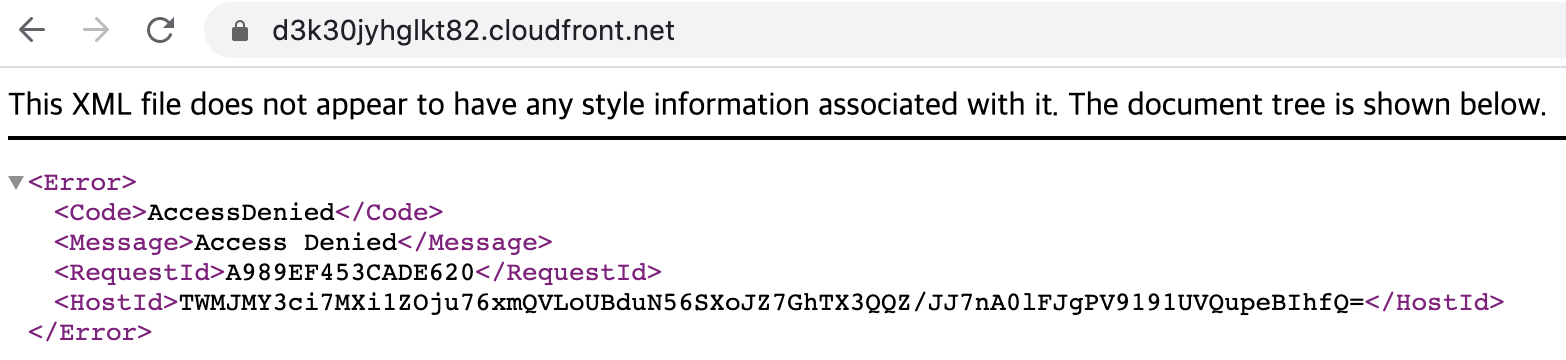 d3k30jyhglkt82.cloudfront.net
This XML file does not appear to have any style information associated with it. The document tree is shown below.
<Error>
<Code>AccessDenied</Code>
<Message>Access Denied</Message>
<RequestId>A989EF453CADE620</RequestId>
<HostId>TWMJMY3ci7MXi1ZOju76xmQVLoUBduN56SXoJZ7GhTX3QQZ/JJ7nA0lFJgPV9191UVQupeBIhfQ=</HostId>
</Error>